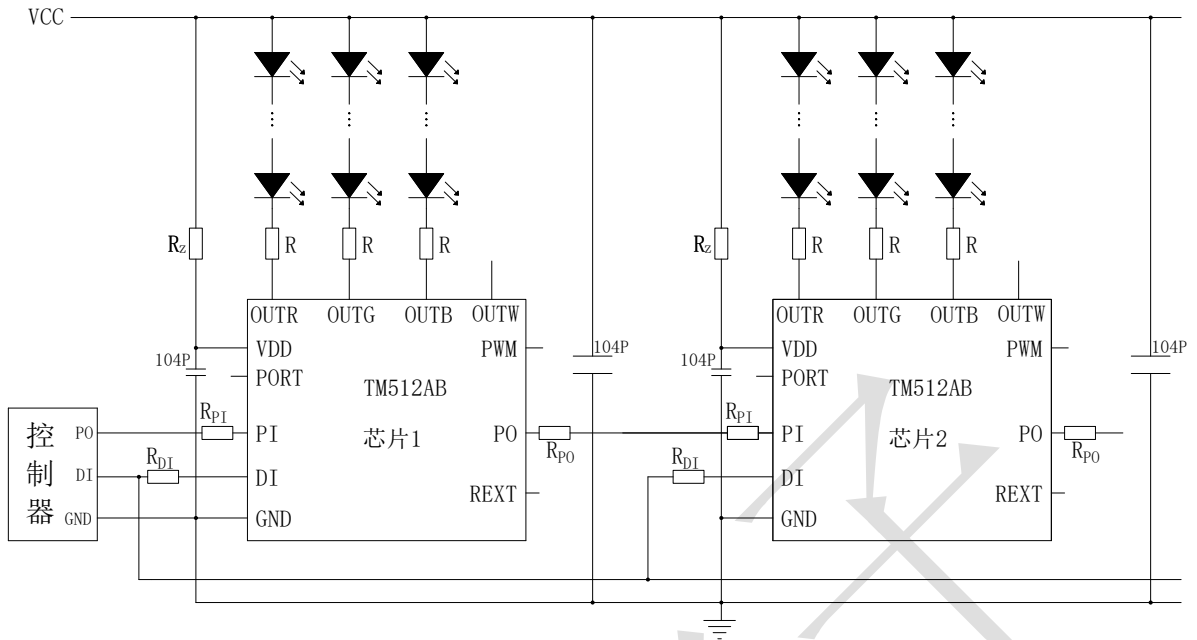 VCC
Rz R R R Rz R R R
OUTR OUTG OUTB OUTW OUTR OUTG OUTB OUTW
104P VDD PWM 104P 104P VDD PWM 104P
PORT TM512AB PORT TM512AB
控制器 PO RPI PI 芯片1 PO RPO RPI PI 芯片2 PO RPO
DI RDI DI REXT RDI DI REXT
GND GND GND